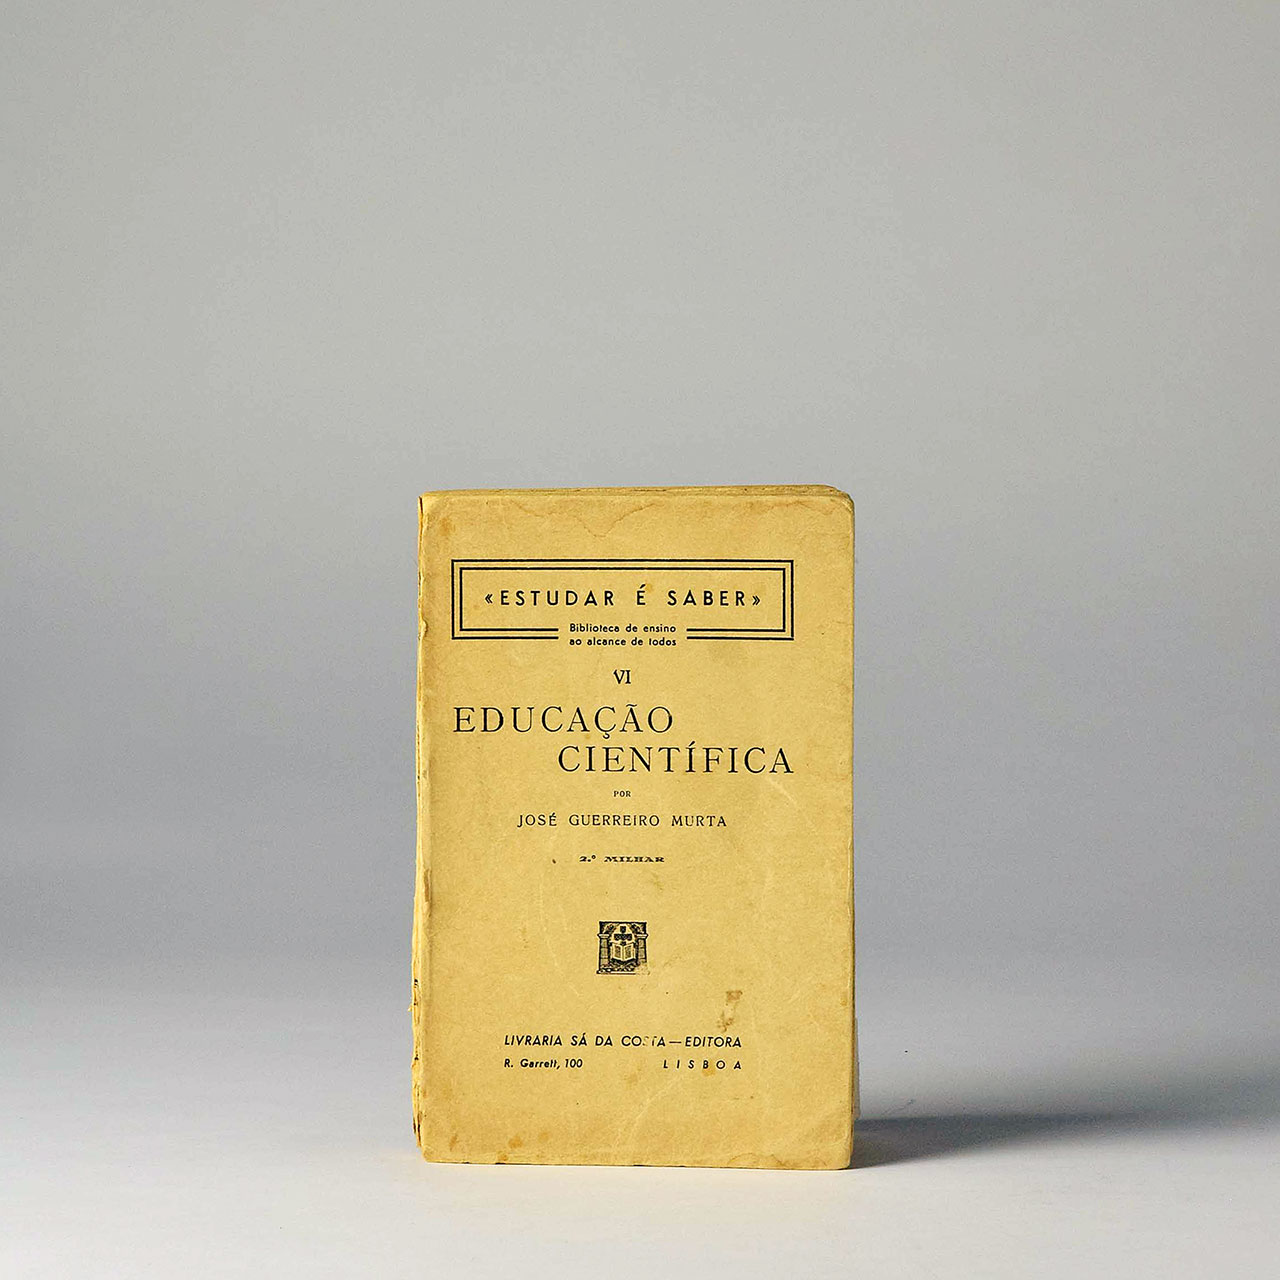 «ESTUDAR É SABER»
Biblioteca de ensino
ao alcance de todos
VI
EDUCAÇÃO
CIENTÍFICA
POR
JOSÉ GUERREIRO MURTA
2.º MILHAR
LIVRARIA SÁ DA COSTA—EDITORA
R. Garrett, 100 LISBOA